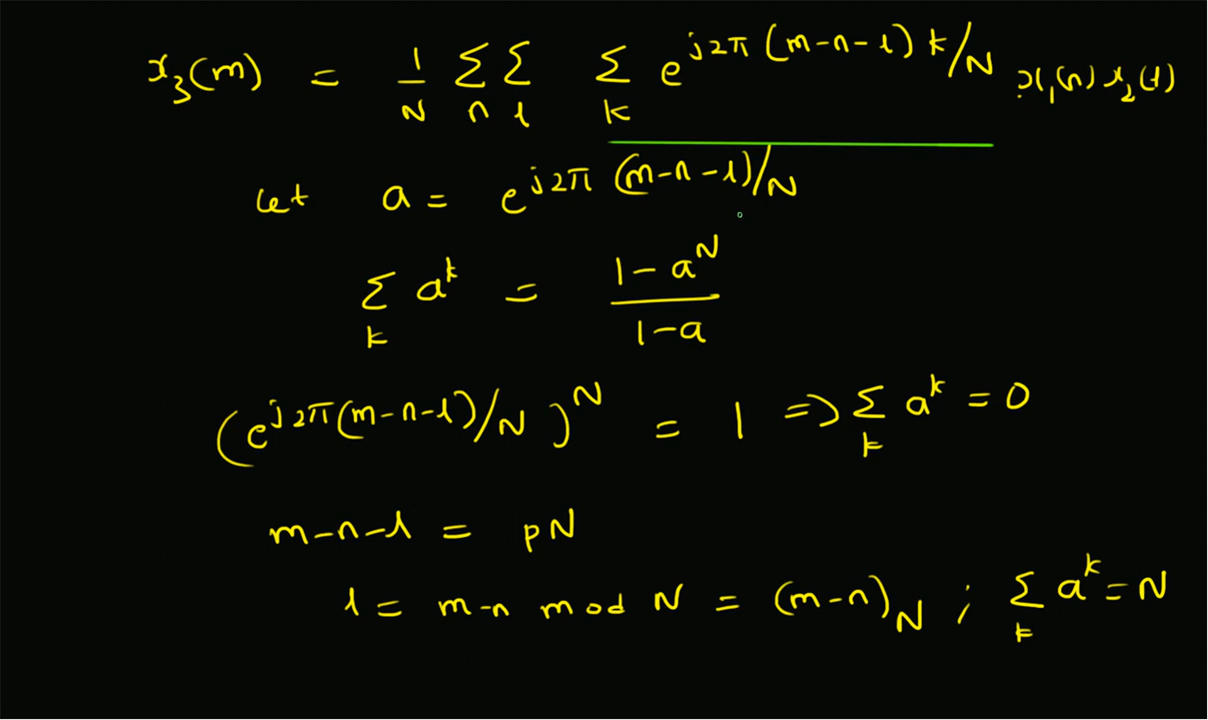 x₃(m) = 1/N Σₙ Σₗ Σₖ e^{j2π(m-n-l)k/N} x₁(n) x₂(l)
Let a = e^{j2π(m-n-l)/N}
Σₖ a^k = (1-a^N)/(1-a)
(e^{j2π(m-n-l)/N})^N = 1 => Σₖ a^k = 0
m-n-l = pN
l = m-n mod N = (m-n)_N ; Σₖ a^k = N